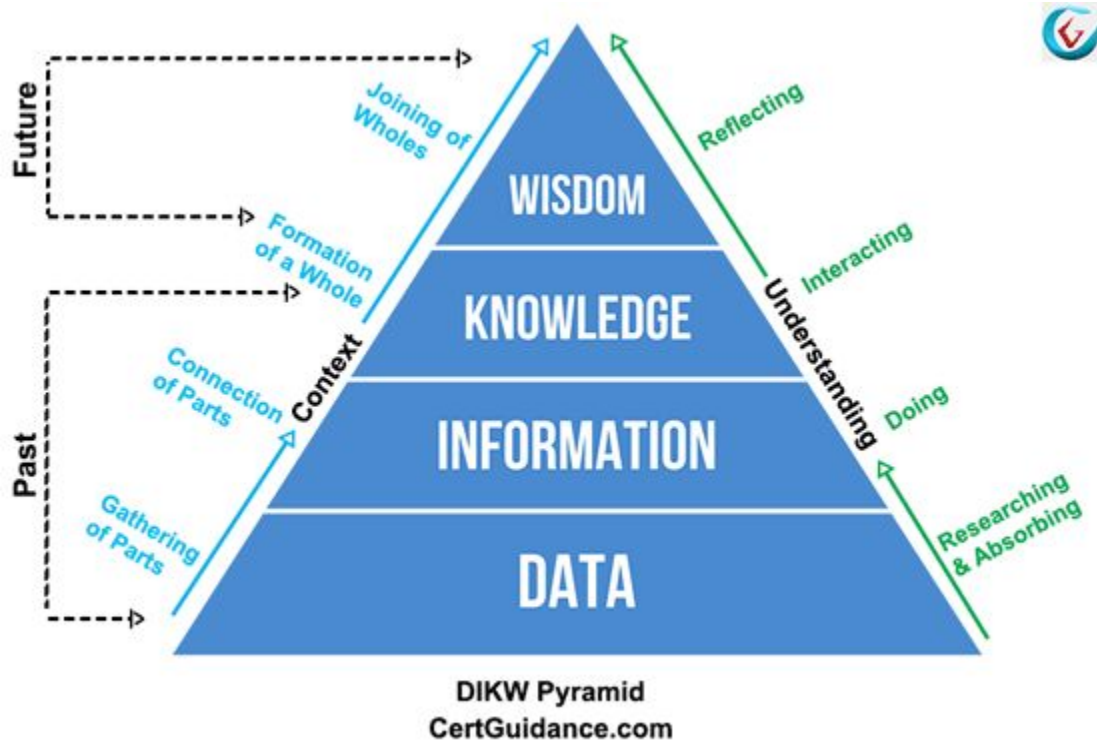 Future
Past
Joining of
Wholes
Formation
of a Whole
Connection
of Parts
Gathering
of Parts
Context
WISDOM
KNOWLEDGE
INFORMATION
DATA
Reflecting
Interacting
Understanding
Doing
Researching
& Absorbing
DIKW Pyramid
CertGuidance.com